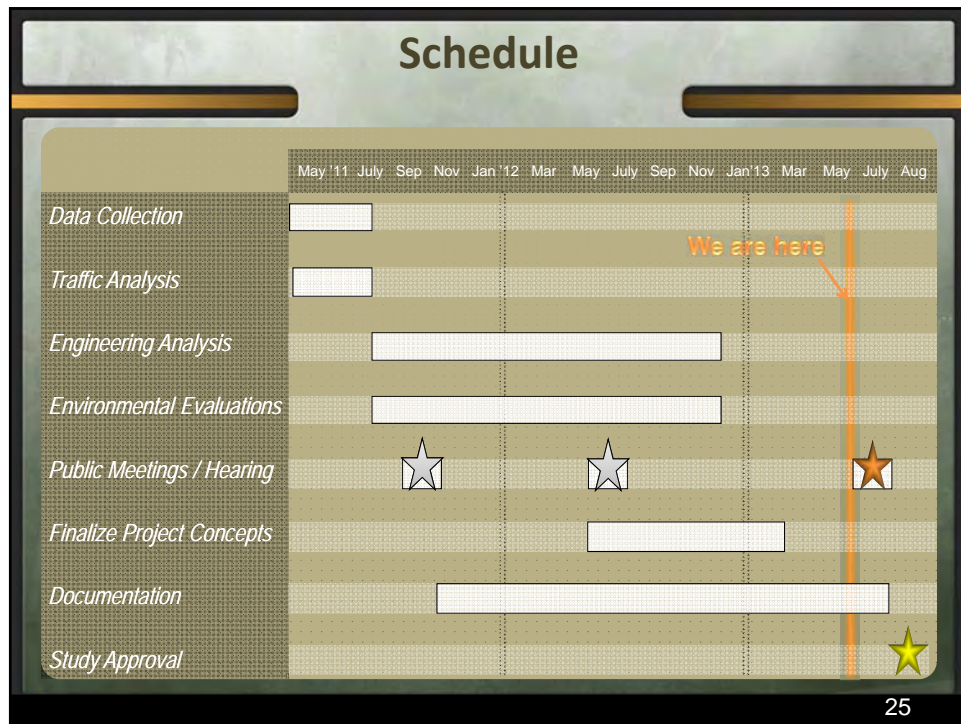 Schedule
May '11 July Sep Nov Jan '12 Mar May July Sep Nov Jan'13 Mar May July Aug
Data Collection
We are here
Traffic Analysis
Engineering Analysis
Environmental Evaluations
Public Meetings / Hearing
Finalize Project Concepts
Documentation
Study Approval
25